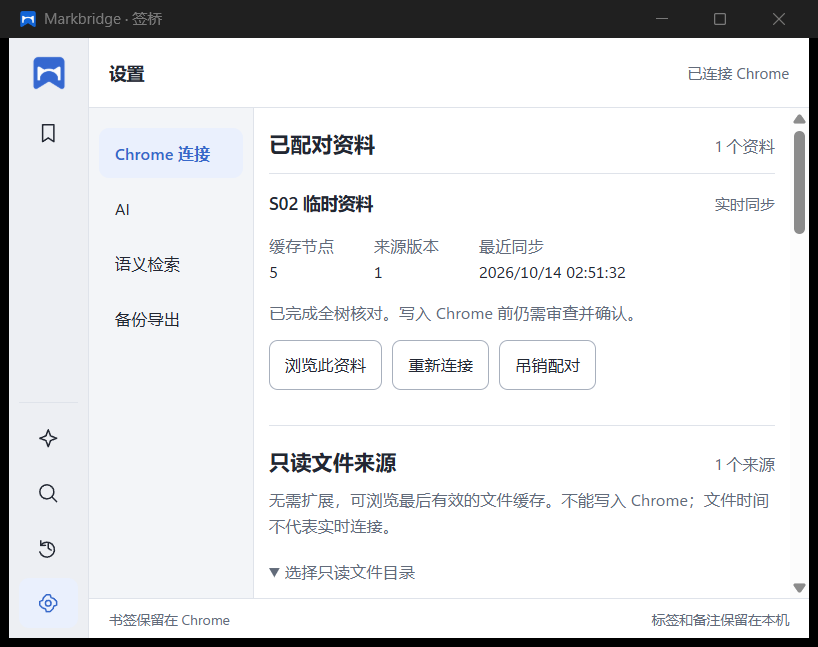 Markbridge · 签桥
设置
已连接 Chrome
Chrome 连接
AI
语义检索
备份导出
已配对资料
1 个资料
S02 临时资料
实时同步
缓存节点 来源版本 最近同步
5 1 2026/10/14 02:51:32
已完成全树核对。写入 Chrome 前仍需审查并确认。
浏览此资料 重新连接 吊销配对
只读文件来源
1 个来源
无需扩展，可浏览最后有效的文件缓存。不能写入 Chrome；文件时间
不代表实时连接。
▼ 选择只读文件目录
书签保留在 Chrome
标签和备注保留在本机